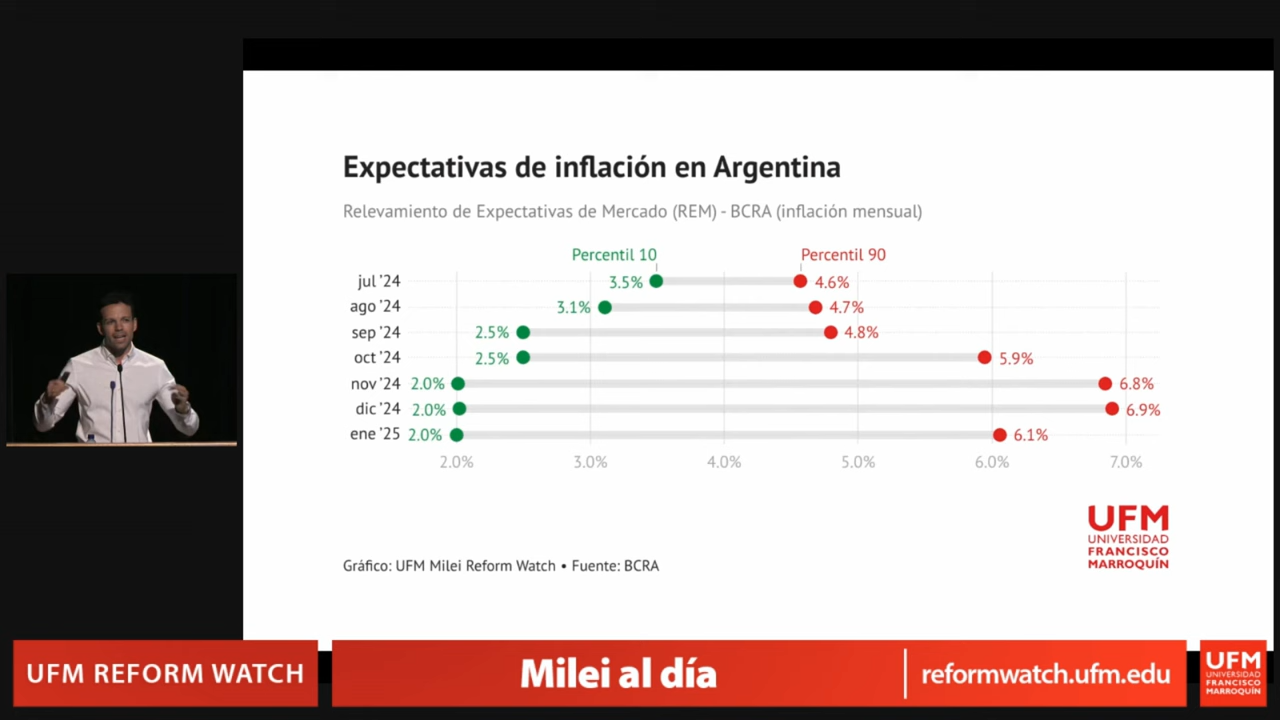 Expectativas de inflación en Argentina
Relevamiento de Expectativas de Mercado (REM) - BCRA (inflación mensual)
Percentil 10 Percentil 90
jul '24 3.5% 4.6%
ago '24 3.1% 4.7%
sep '24 2.5% 4.8%
oct '24 2.5% 5.9%
nov '24 2.0% 6.8%
dic '24 2.0% 6.9%
ene '25 2.0% 6.1%
2.0% 3.0% 4.0% 5.0% 6.0% 7.0%
UFM
UNIVERSIDAD
FRANCISCO
MARROQUÍN
Gráfico: UFM Milei Reform Watch • Fuente: BCRA
UFM REFORM WATCH
Milei al día
reformwatch.ufm.edu
UFM
UNIVERSIDAD
FRANCISCO
MARROQUÍN